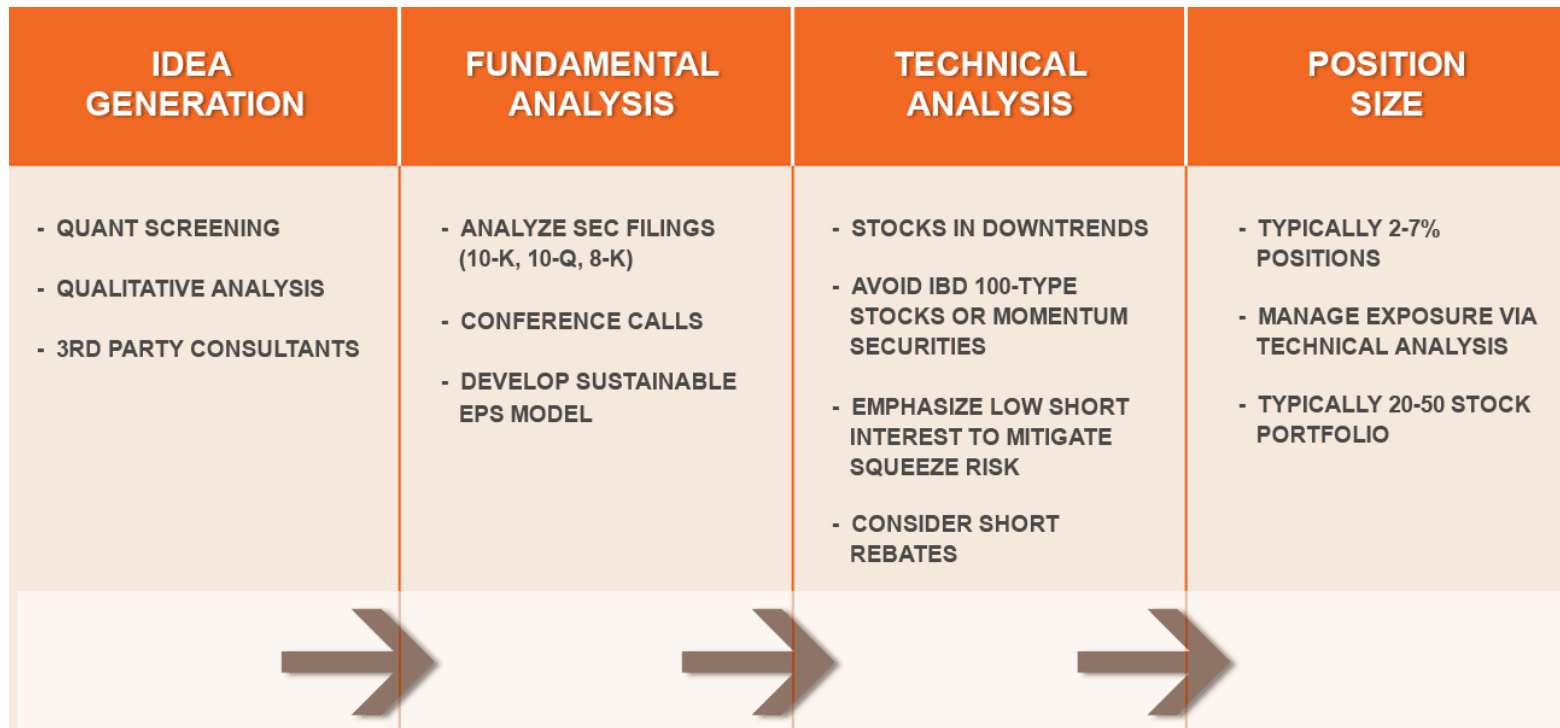 IDEA
GENERATION
- QUANT SCREENING
- QUALITATIVE ANALYSIS
- 3RD PARTY CONSULTANTS
FUNDAMENTAL
ANALYSIS
- ANALYZE SEC FILINGS
(10-K, 10-Q, 8-K)
- CONFERENCE CALLS
- DEVELOP SUSTAINABLE
EPS MODEL
TECHNICAL
ANALYSIS
- STOCKS IN DOWNTRENDS
- AVOID IBD 100-TYPE
STOCKS OR MOMENTUM
SECURITIES
- EMPHASIZE LOW SHORT
INTEREST TO MITIGATE
SQUEEZE RISK
- CONSIDER SHORT
REBATES
POSITION
SIZE
- TYPICALLY 2-7%
POSITIONS
- MANAGE EXPOSURE VIA
TECHNICAL ANALYSIS
- TYPICALLY 20-50 STOCK
PORTFOLIO